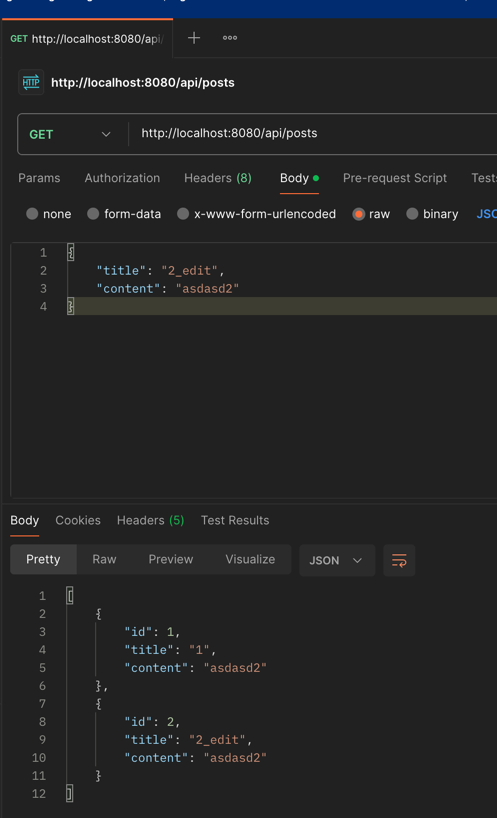 GET http://localhost:8080/api/
HTTP http://localhost:8080/api/posts
GET http://localhost:8080/api/posts
Params Authorization Headers (8) Body Pre-request Script Tests
none form-data x-www-form-urlencoded raw binary JSO
1 {
2 "title": "2_edit",
3 "content": "asdasd2"
4 }
Body Cookies Headers (5) Test Results
Pretty Raw Preview Visualize JSON
1 [
2 {
3 "id": 1,
4 "title": "1",
5 "content": "asdasd2"
6 },
7 {
8 "id": 2,
9 "title": "2_edit",
10 "content": "asdasd2"
11 }
12 ]